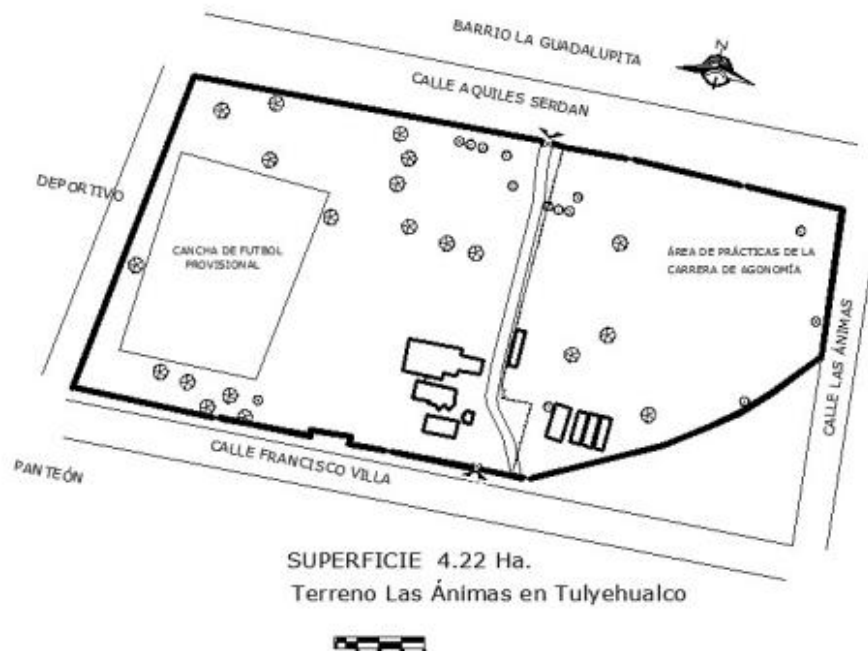 BARRIO LA GUADALUPITA
N
CALLE AQUILES SERDAN
DEPORTIVO
CANCHA DE FUTBOL
PROVISIONAL
ÁREA DE PRÁCTICAS DE LA
CARRERA DE AGONOMÍA
CALLE LAS ÁNIMAS
CALLE FRANCISCO VILLA
PANTEÓN
SUPERFICIE 4.22 Ha.
Terreno Las Ánimas en Tulyehualco